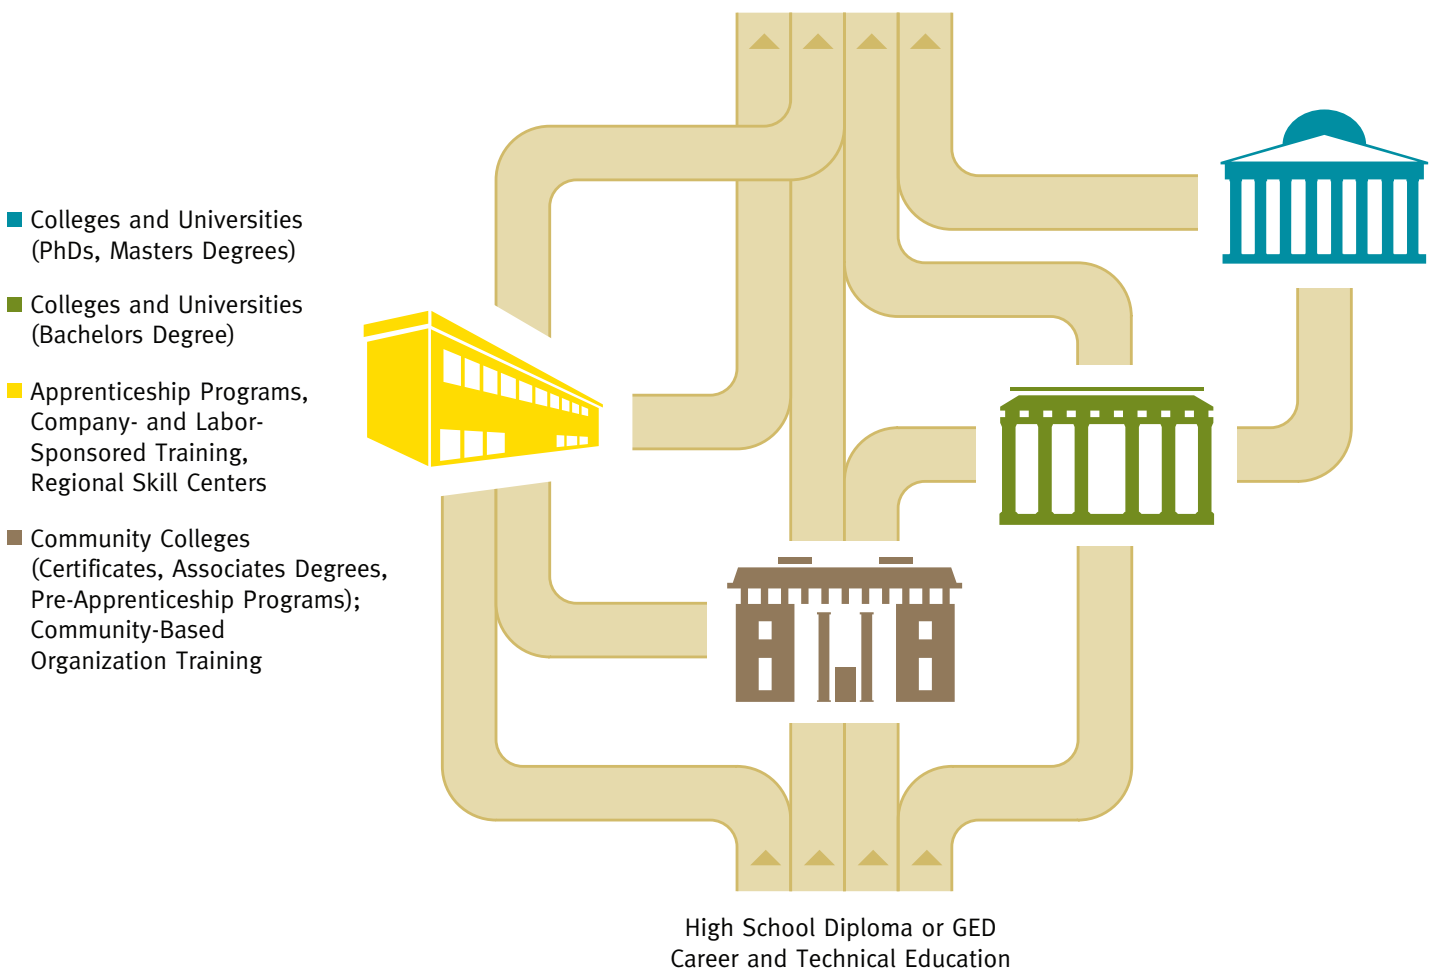 Colleges and Universities
(PhDs, Masters Degrees)
Colleges and Universities
(Bachelors Degree)
Apprenticeship Programs,
Company- and Labor-
Sponsored Training,
Regional Skill Centers
Community Colleges
(Certificates, Associates Degrees,
Pre-Apprenticeship Programs);
Community-Based
Organization Training
High School Diploma or GED
Career and Technical Education